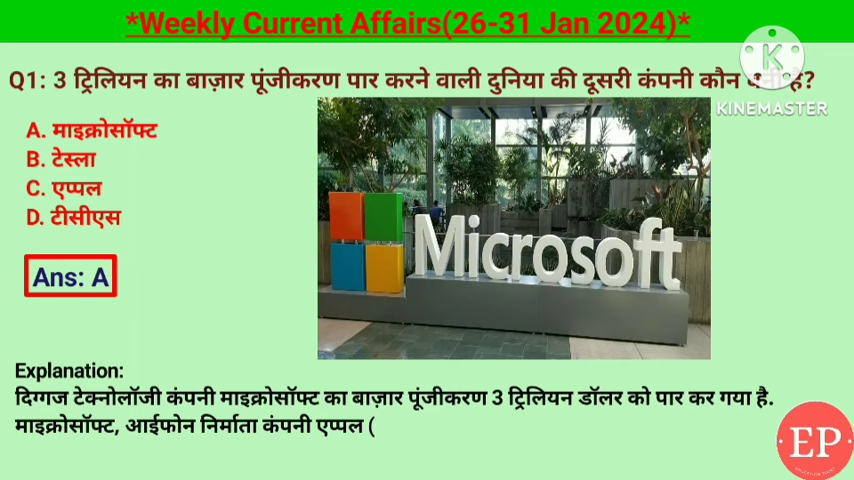 *Weekly Current Affairs(26-31 Jan 2024)*
Q1: 3 ट्रिलियन का बाज़ार पूंजीकरण पार करने वाली दुनिया की दूसरी कंपनी कौन बनी है?
K
KINEMASTER
A. माइक्रोसॉफ्ट
B. टेस्ला
C. एप्पल
D. टीसीएस
Microsoft
Ans: A
Explanation:
दिग्गज टेक्नोलॉजी कंपनी माइक्रोसॉफ्ट का बाज़ार पूंजीकरण 3 ट्रिलियन डॉलर को पार कर गया है.
माइक्रोसॉफ्ट, आईफोन निर्माता कंपनी एप्पल (
EP